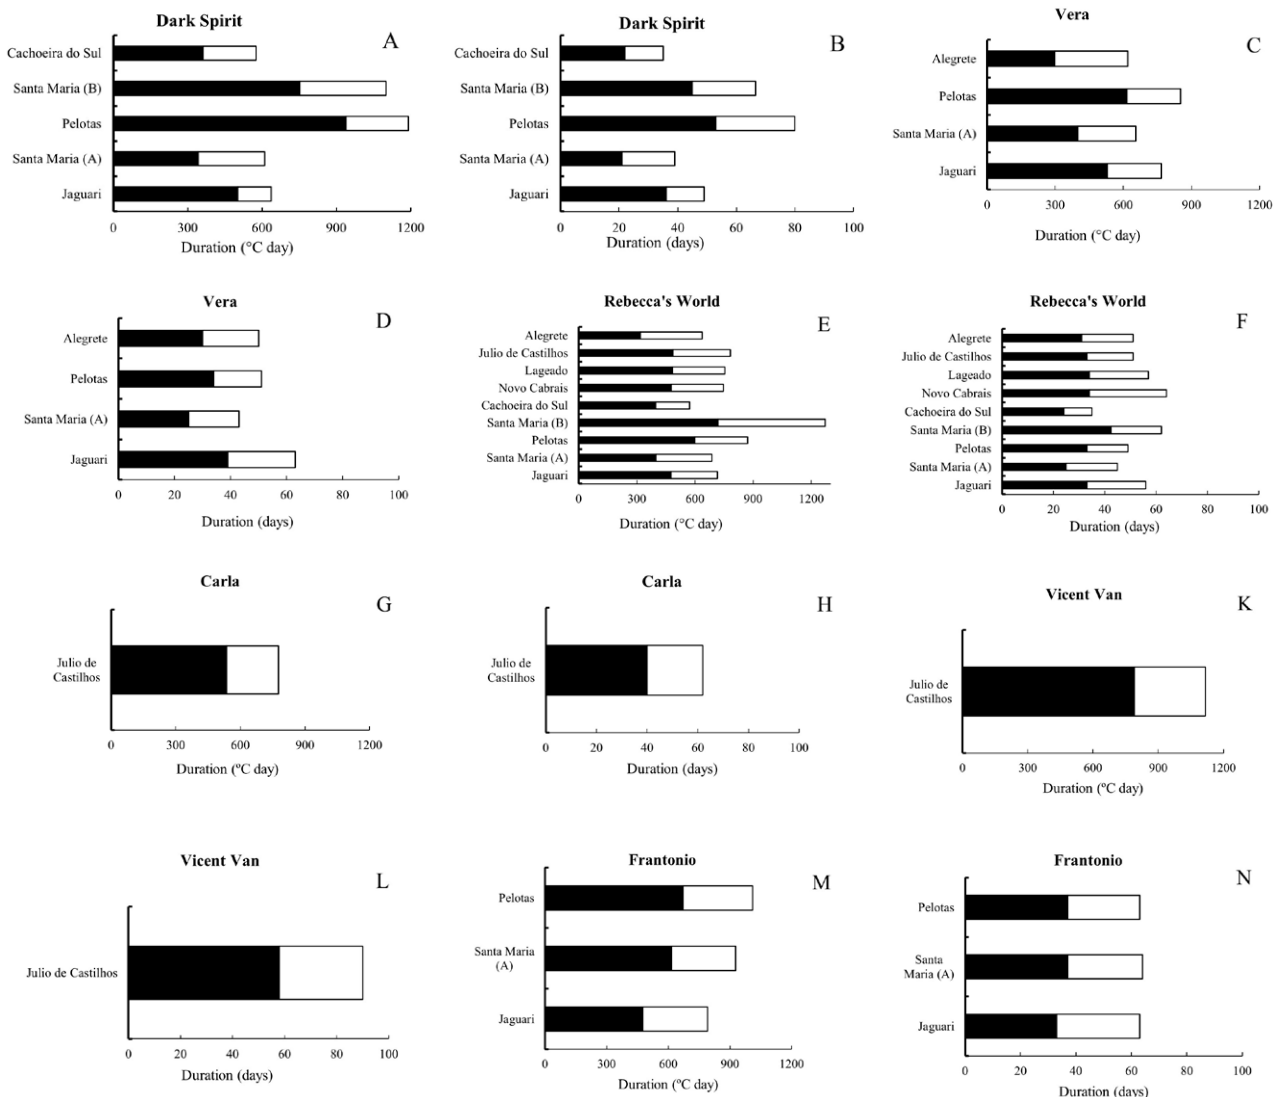 Dark Spirit
A
Cachoeira do Sul
Santa Maria (B)
Pelotas
Santa Maria (A)
Jaguari
0 300 600 900 1200
Duration (°C day)
Dark Spirit
B
Cachoeira do Sul
Santa Maria (B)
Pelotas
Santa Maria (A)
Jaguari
0 20 40 60 80 100
Duration (days)
Vera
C
Alegrete
Pelotas
Santa Maria (A)
Jaguari
0 300 600 900 1200
Duration (°C day)
Vera
D
Alegrete
Pelotas
Santa Maria (A)
Jaguari
0 20 40 60 80 100
Duration (days)
Rebecca's World
E
Alegrete
Julio de Castilhos
Lageado
Novo Cabrais
Cachoeira do Sul
Santa Maria (B)
Pelotas
Santa Maria (A)
Jaguari
0 300 600 900 1200
Duration (°C day)
Rebecca's World
F
Alegrete
Julio de Castilhos
Lageado
Novo Cabrais
Cachoeira do Sul
Santa Maria (B)
Pelotas
Santa Maria (A)
Jaguari
0 20 40 60 80 100
Duration (days)
Carla
G
Julio de
Castilhos
0 300 600 900 1200
Duration (ºC day)
Carla
H
Julio de
Castilhos
0 20 40 60 80 100
Duration (days)
Vicent Van
K
Julio de
Castilhos
0 300 600 900 1200
Duration (ºC day)
Vicent Van
L
Julio de Castilhos
0 20 40 60 80 100
Duration (days)
Frantonio
M
Pelotas
Santa Maria
(A)
Jaguari
0 300 600 900 1200
Duration (ºC day)
Frantonio
N
Pelotas
Santa
Maria (A)
Jaguari
0 20 40 60 80 100
Duration (days)